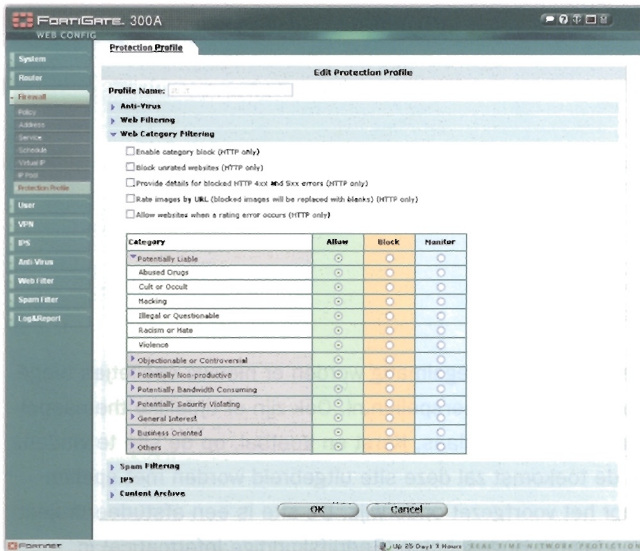 FORTIGATE 300A
WEB CONFIG
System
Router
Firewall
Policy
Address
Service
Schedule
Virtual IP
IP Pool
Protection Profile
User
VPN
IPS
Anti-Virus
Web Filter
Spam Filter
Log&Report
Protection Profile
Edit Protection Profile
Profile Name:
Anti-Virus
Web Filtering
Web Category Filtering
Enable category block (HTTP only)
Block unrated websites (HTTP only)
Provide details for blocked HTTP 4xx and 5xx errors (HTTP only)
Rate images by URL (blocked images will be replaced with blanks) (HTTP only)
Allow websites when a rating error occurs (HTTP only)
Category Allow Block Monitor
Potentially Liable
Abused Drugs
Cult or Occult
Hacking
Illegal or Questionable
Racism or Hate
Violence
Objectionable or Controversial
Potentially Non-productive
Potentially Bandwidth Consuming
Potentially Security Violating
General Interest
Business Oriented
Others
Spam Filtering
IPS
Content Archive
OK Cancel
FORTINET
Up 25 Days 3 Hours REAL TIME NETWORK PROTECTION